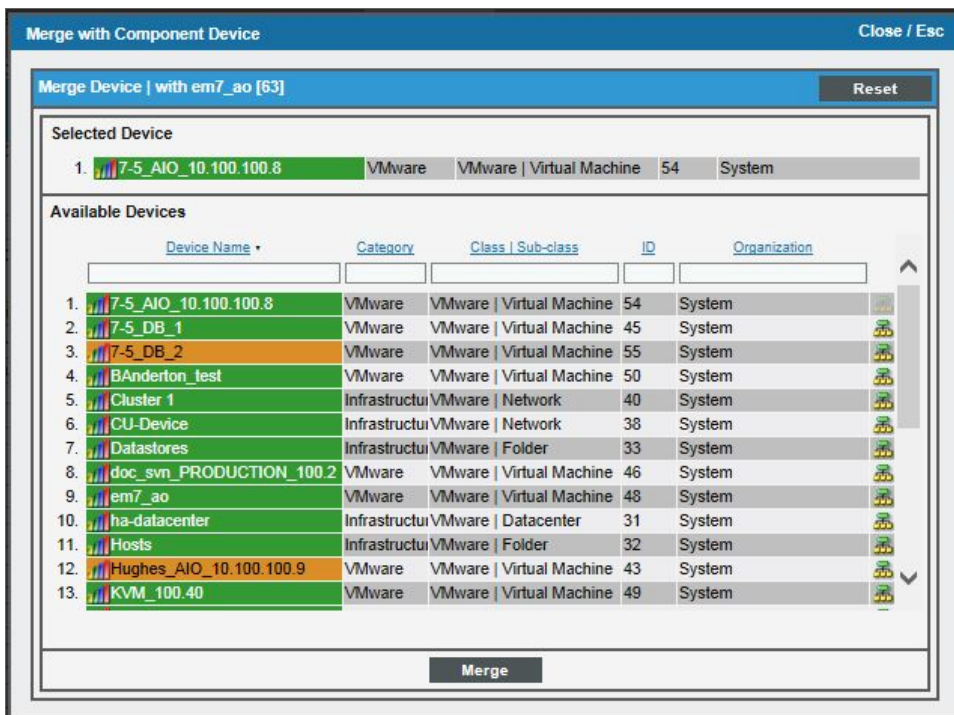 Merge with Component Device Close / Esc
Merge Device | with em7_ao [63] Reset
Selected Device
1. 7-5_AIO_10.100.100.8 VMware VMware | Virtual Machine 54 System
Available Devices
Device Name Category Class | Sub-class ID Organization
1. 7-5_AIO_10.100.100.8 VMware VMware | Virtual Machine 54 System
2. 7-5_DB_1 VMware VMware | Virtual Machine 45 System
3. 7-5_DB_2 VMware VMware | Virtual Machine 55 System
4. BAnderton_test VMware VMware | Virtual Machine 50 System
5. Cluster 1 Infrastructu VMware | Network 40 System
6. CU-Device Infrastructu VMware | Network 38 System
7. Datastores Infrastructu VMware | Folder 33 System
8. doc_svn_PRODUCTION_100.2 VMware VMware | Virtual Machine 46 System
9. em7_ao VMware VMware | Virtual Machine 48 System
10. ha-datacenter Infrastructu VMware | Datacenter 31 System
11. Hosts Infrastructu VMware | Folder 32 System
12. Hughes_AIO_10.100.100.9 VMware VMware | Virtual Machine 43 System
13. KVM_100.40 VMware VMware | Virtual Machine 49 System
Merge